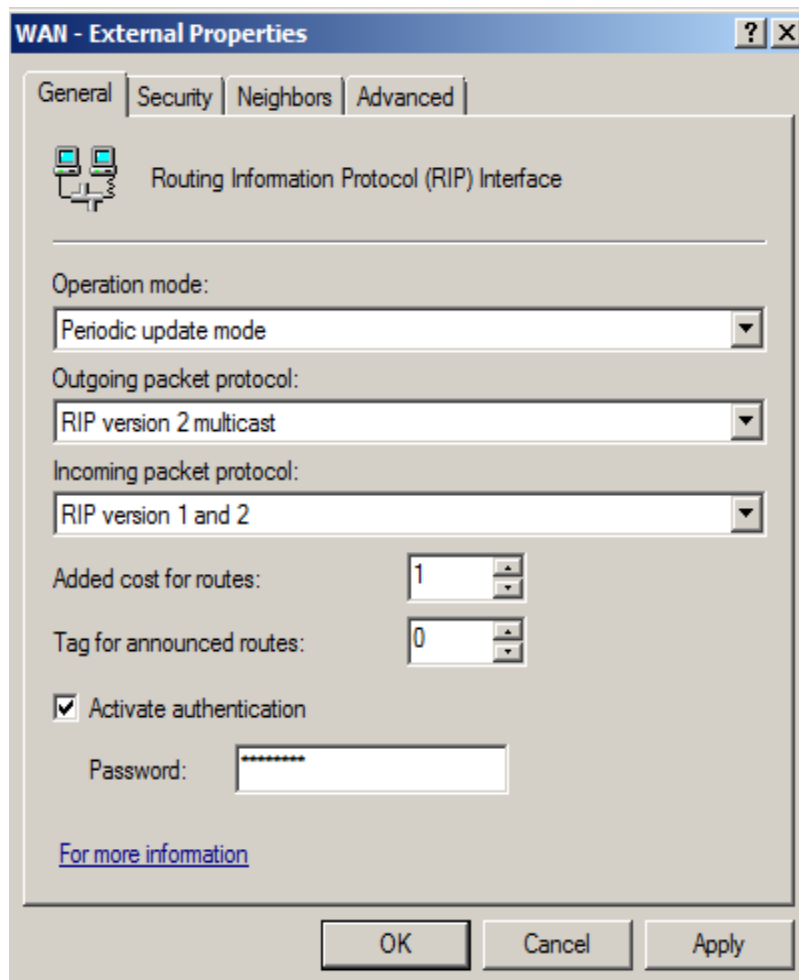 WAN - External Properties
General Security Neighbors Advanced
Routing Information Protocol (RIP) Interface
Operation mode:
Periodic update mode
Outgoing packet protocol:
RIP version 2 multicast
Incoming packet protocol:
RIP version 1 and 2
Added cost for routes: 1
Tag for announced routes: 0
Activate authentication
Password: ********
For more information
OK Cancel Apply